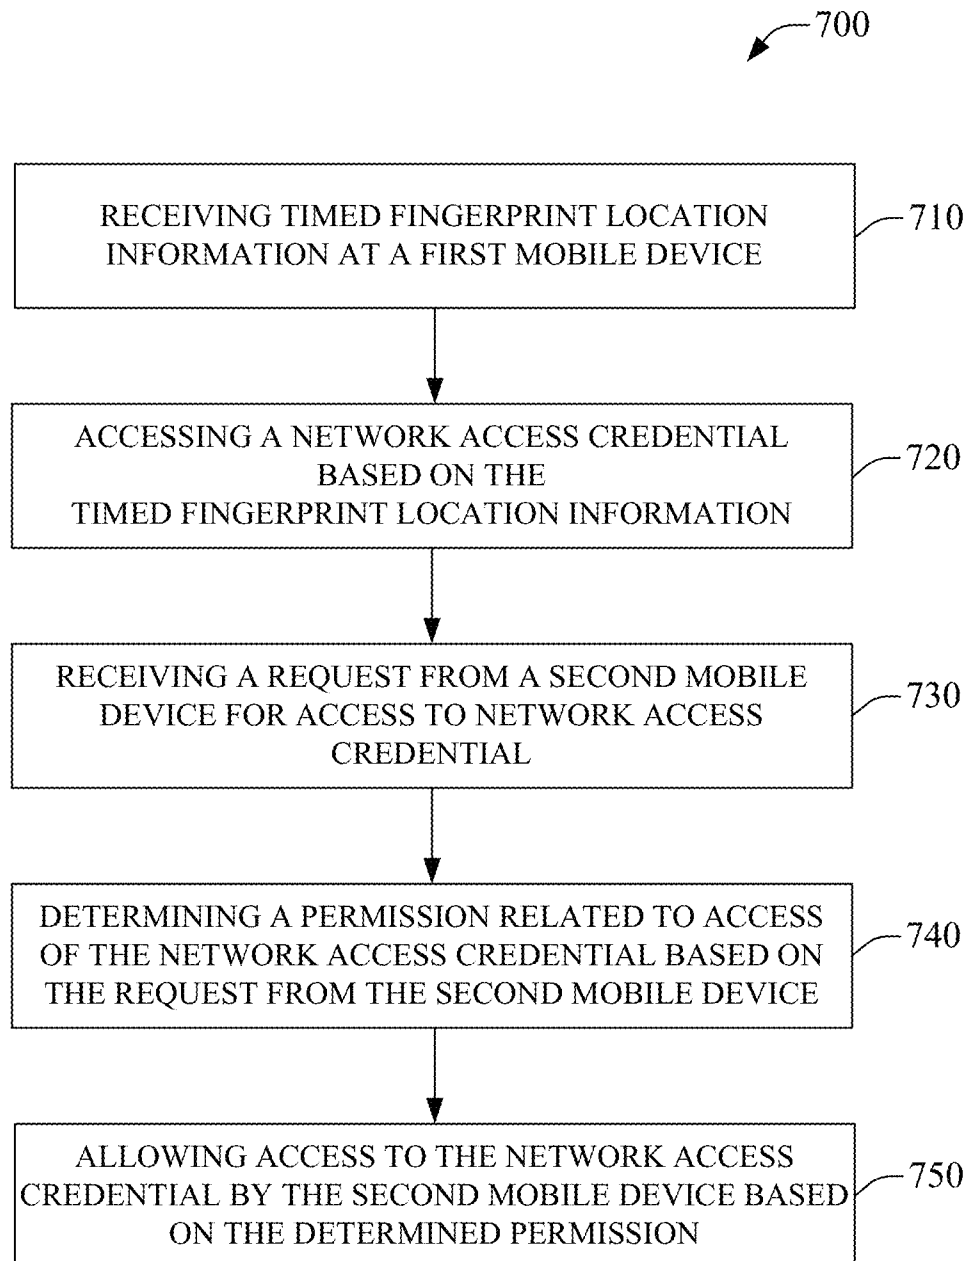 700
RECEIVING TIMED FINGERPRINT LOCATION
INFORMATION AT A FIRST MOBILE DEVICE
710
ACCESSING A NETWORK ACCESS CREDENTIAL
BASED ON THE
TIMED FINGERPRINT LOCATION INFORMATION
720
RECEIVING A REQUEST FROM A SECOND MOBILE
DEVICE FOR ACCESS TO NETWORK ACCESS
CREDENTIAL
730
DETERMINING A PERMISSION RELATED TO ACCESS
OF THE NETWORK ACCESS CREDENTIAL BASED ON
THE REQUEST FROM THE SECOND MOBILE DEVICE
740
ALLOWING ACCESS TO THE NETWORK ACCESS
CREDENTIAL BY THE SECOND MOBILE DEVICE BASED
ON THE DETERMINED PERMISSION
750